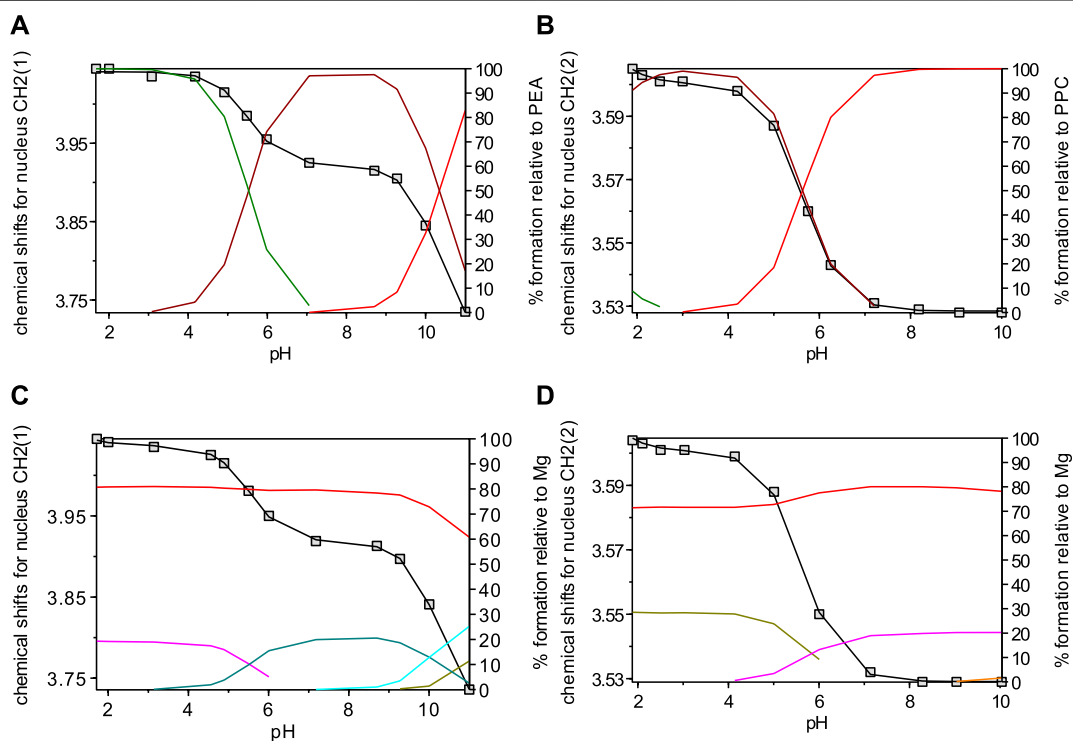 A
chemical shifts for nucleus CH2(1)
3.95
3.85
3.75
100
90
80
70
60
50
40
30
20
10
0
% formation relative to PEA
2 4 6 8 10
pH
B
chemical shifts for nucleus CH2(2)
3.59
3.57
3.55
3.53
100
90
80
70
60
50
40
30
20
10
0
% formation relative to PPC
2 4 6 8 10
pH
C
chemical shifts for nucleus CH2(1)
3.95
3.85
3.75
100
90
80
70
60
50
40
30
20
10
0
% formation relative to Mg
2 4 6 8 10
pH
D
chemical shifts for nucleus CH2(2)
3.59
3.57
3.55
3.53
100
90
80
70
60
50
40
30
20
10
0
% formation relative to Mg
2 4 6 8 10
pH